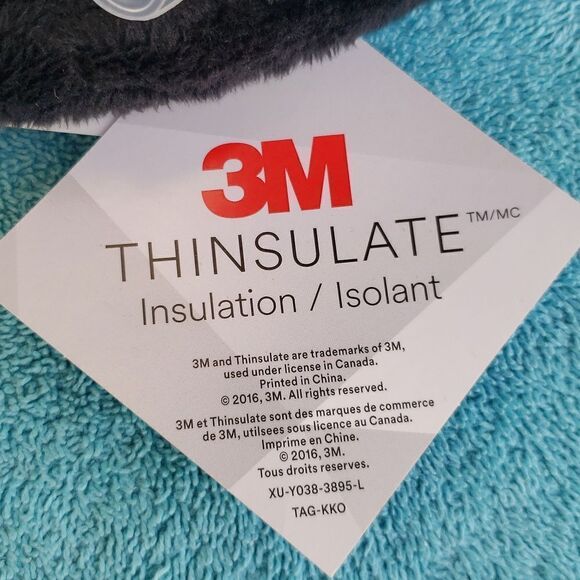 3M
THINSULATE TM/MC
Insulation / Isolant
3M and Thinsulate are trademarks of 3M,
used under license in Canada.
Printed in China.
© 2016, 3M. All rights reserved.
3M et Thinsulate sont des marques de commerce
de 3M, utilsees sous licence au Canada.
Imprime en Chine.
© 2016, 3M.
Tous droits reserves.
XU-Y038-3895-L
TAG-KKO